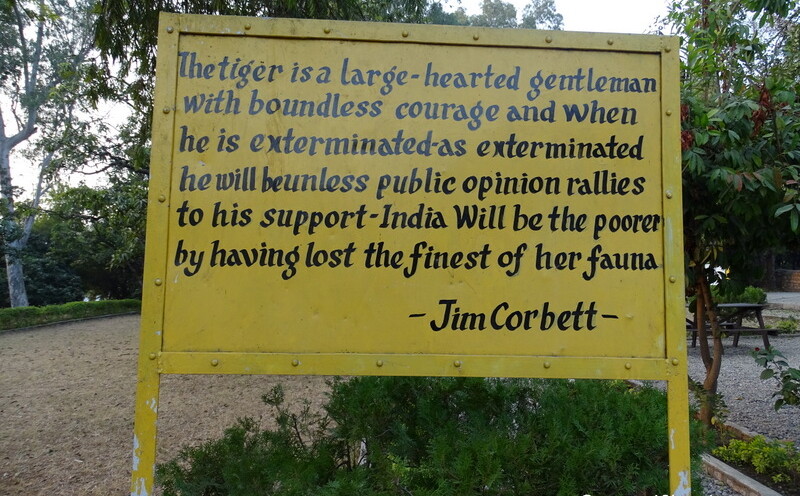 The tiger is a large-hearted gentleman
with boundless courage and when
he is exterminated-as exterminated
he will be unless public opinion rallies
to his support-India Will be the poorer
by having lost the finest of her fauna
- Jim Corbett -